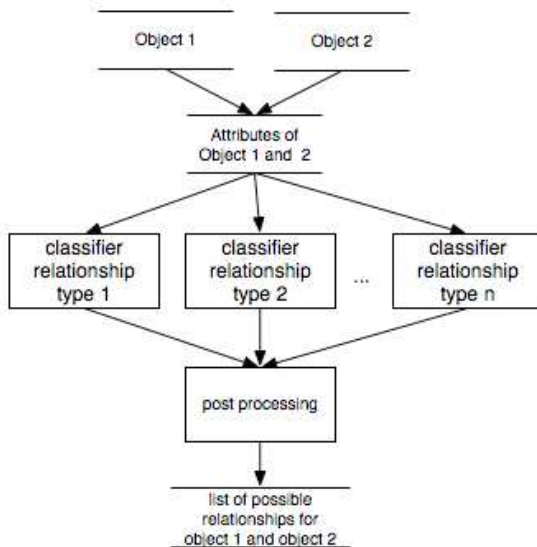 Object 1
Object 2
Attributes of
Object 1 and 2
classifier
relationship
type 1
classifier
relationship
type 2
...
classifier
relationship
type n
post processing
list of possible
relationships for
object 1 and object 2